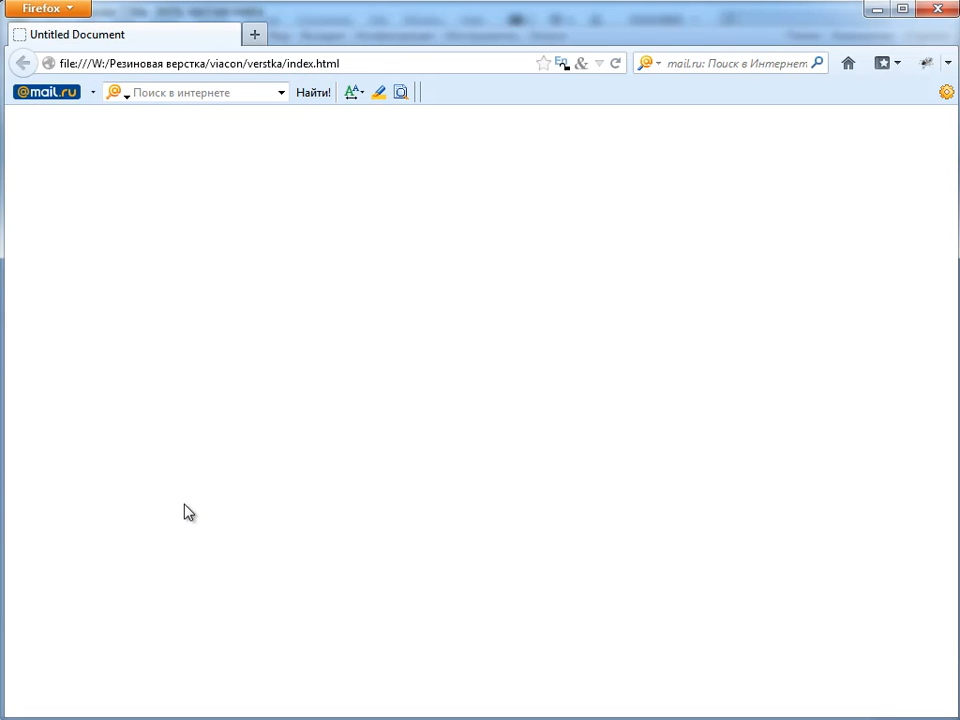 Firefox
Untitled Document
file:///W:/Резиновая верстка/viacon/verstka/index.html
mail.ru: Поиск в Интернет
@mail.ru
Поиск в интернете
Найти!